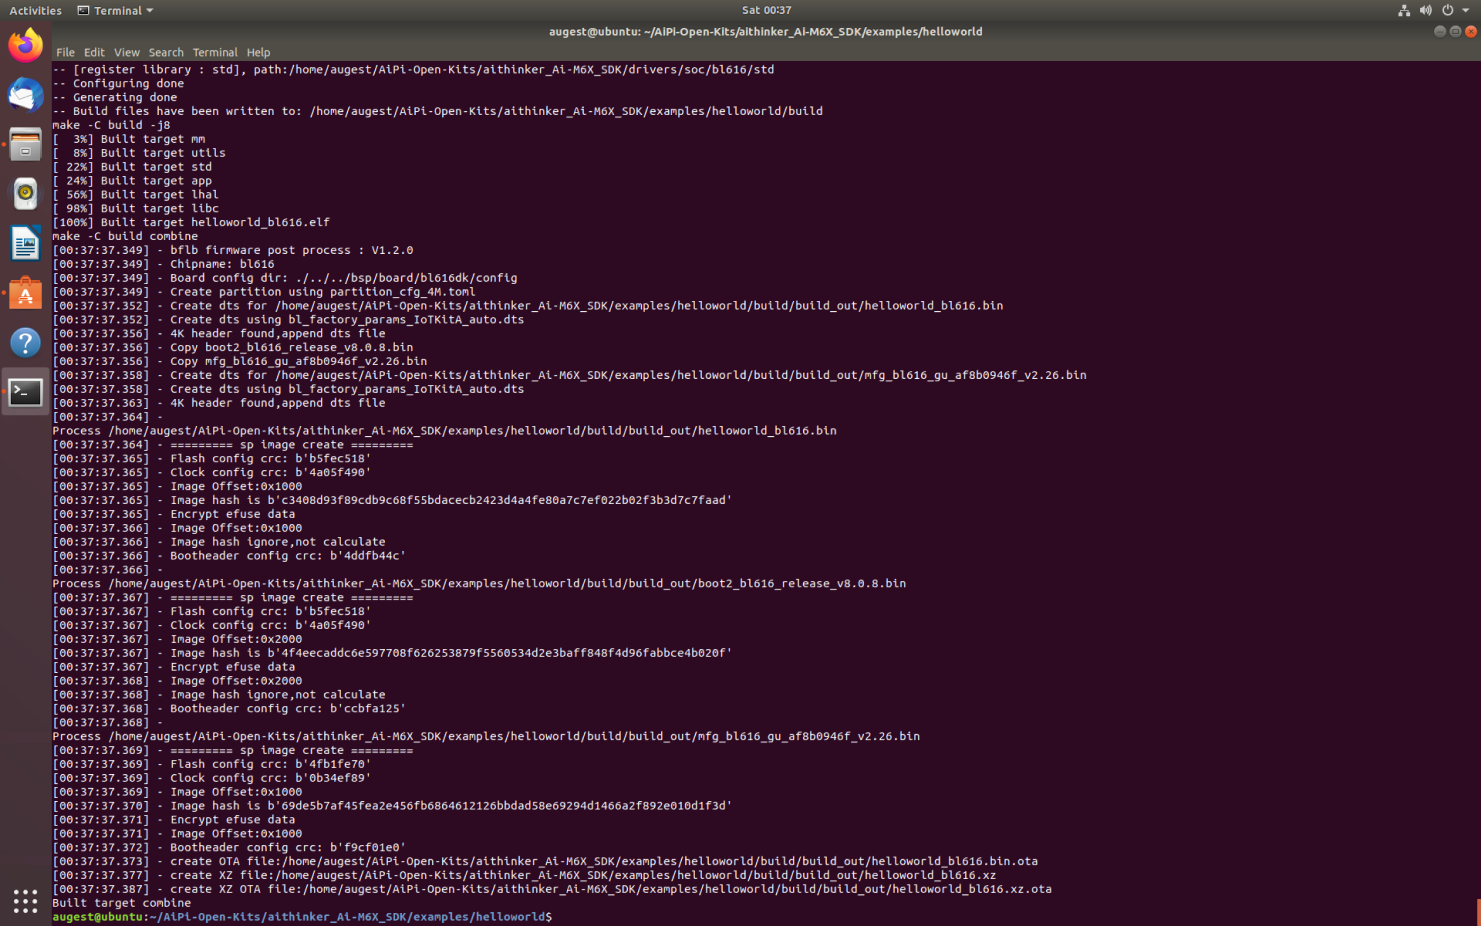 Activities Terminal Sat 00:37
augest@ubuntu: ~/AiPi-Open-Kits/aithinker_Ai-M6X_SDK/examples/helloworld
File Edit View Search Terminal Help
-- [register library : std], path:/home/augest/AiPi-Open-Kits/aithinker_Ai-M6X_SDK/drivers/soc/bl616/std
-- Configuring done
-- Generating done
-- Build files have been written to: /home/augest/AiPi-Open-Kits/aithinker_Ai-M6X_SDK/examples/helloworld/build
make -C build -j8
[  3%] Built target mm
[  8%] Built target utils
[ 22%] Built target std
[ 24%] Built target app
[ 56%] Built target lhal
[ 98%] Built target libc
[100%] Built target helloworld_bl616.elf
make -C build combine
[00:37:37.349] - bflb firmware post process : V1.2.0
[00:37:37.349] - Chipname: bl616
[00:37:37.349] - Board config dir: ./../../bsp/board/bl616dk/config
[00:37:37.349] - Create partition using partition_cfg_4M.toml
[00:37:37.352] - Create dts for /home/augest/AiPi-Open-Kits/aithinker_Ai-M6X_SDK/examples/helloworld/build/build_out/helloworld_bl616.bin
[00:37:37.352] - Create dts using bl_factory_params_IoTKitA_auto.dts
[00:37:37.356] - 4K header found,append dts file
[00:37:37.356] - Copy boot2_bl616_release_v8.0.8.bin
[00:37:37.356] - Copy mfg_bl616_gu_af8b0946f_v2.26.bin
[00:37:37.358] - Create dts for /home/augest/AiPi-Open-Kits/aithinker_Ai-M6X_SDK/examples/helloworld/build/build_out/mfg_bl616_gu_af8b0946f_v2.26.bin
[00:37:37.358] - Create dts using bl_factory_params_IoTKitA_auto.dts
[00:37:37.363] - 4K header found,append dts file
[00:37:37.364] -
Process /home/augest/AiPi-Open-Kits/aithinker_Ai-M6X_SDK/examples/helloworld/build/build_out/helloworld_bl616.bin
[00:37:37.364] - ========= sp image create =========
[00:37:37.365] - Flash config crc: b'b5fec518'
[00:37:37.365] - Clock config crc: b'4a05f490'
[00:37:37.365] - Image Offset:0x1000
[00:37:37.365] - Image hash is b'c3408d93f89cdb9c68f55bdacecb2423d4a4fe80a7c7ef022b02f3b3d7c7faad'
[00:37:37.365] - Encrypt efuse data
[00:37:37.366] - Image Offset:0x1000
[00:37:37.366] - Image hash ignore,not calculate
[00:37:37.366] - Bootheader config crc: b'4ddfb44c'
[00:37:37.366] -
Process /home/augest/AiPi-Open-Kits/aithinker_Ai-M6X_SDK/examples/helloworld/build/build_out/boot2_bl616_release_v8.0.8.bin
[00:37:37.367] - ========= sp image create =========
[00:37:37.367] - Flash config crc: b'b5fec518'
[00:37:37.367] - Clock config crc: b'4a05f490'
[00:37:37.367] - Image Offset:0x2000
[00:37:37.367] - Image hash is b'4f4eecaddc6e597708f626253879f5560534d2e3baff848f4d96fabbce4b020f'
[00:37:37.367] - Encrypt efuse data
[00:37:37.368] - Image Offset:0x2000
[00:37:37.368] - Image hash ignore,not calculate
[00:37:37.368] - Bootheader config crc: b'ccbfa125'
[00:37:37.368] -
Process /home/augest/AiPi-Open-Kits/aithinker_Ai-M6X_SDK/examples/helloworld/build/build_out/mfg_bl616_gu_af8b0946f_v2.26.bin
[00:37:37.369] - ========= sp image create =========
[00:37:37.369] - Flash config crc: b'4fb1fe70'
[00:37:37.369] - Clock config crc: b'0b34ef89'
[00:37:37.369] - Image Offset:0x1000
[00:37:37.370] - Image hash is b'69de5b7af45fea2e456fb6864612126bbdad58e69294d1466a2f892e010d1f3d'
[00:37:37.371] - Encrypt efuse data
[00:37:37.371] - Image Offset:0x1000
[00:37:37.372] - Bootheader config crc: b'f9cf01e0'
[00:37:37.373] - create OTA file:/home/augest/AiPi-Open-Kits/aithinker_Ai-M6X_SDK/examples/helloworld/build/build_out/helloworld_bl616.bin.ota
[00:37:37.377] - create XZ file:/home/augest/AiPi-Open-Kits/aithinker_Ai-M6X_SDK/examples/helloworld/build/build_out/helloworld_bl616.xz
[00:37:37.387] - create XZ OTA file:/home/augest/AiPi-Open-Kits/aithinker_Ai-M6X_SDK/examples/helloworld/build/build_out/helloworld_bl616.xz.ota
Built target combine
augest@ubuntu:~/AiPi-Open-Kits/aithinker_Ai-M6X_SDK/examples/helloworld$